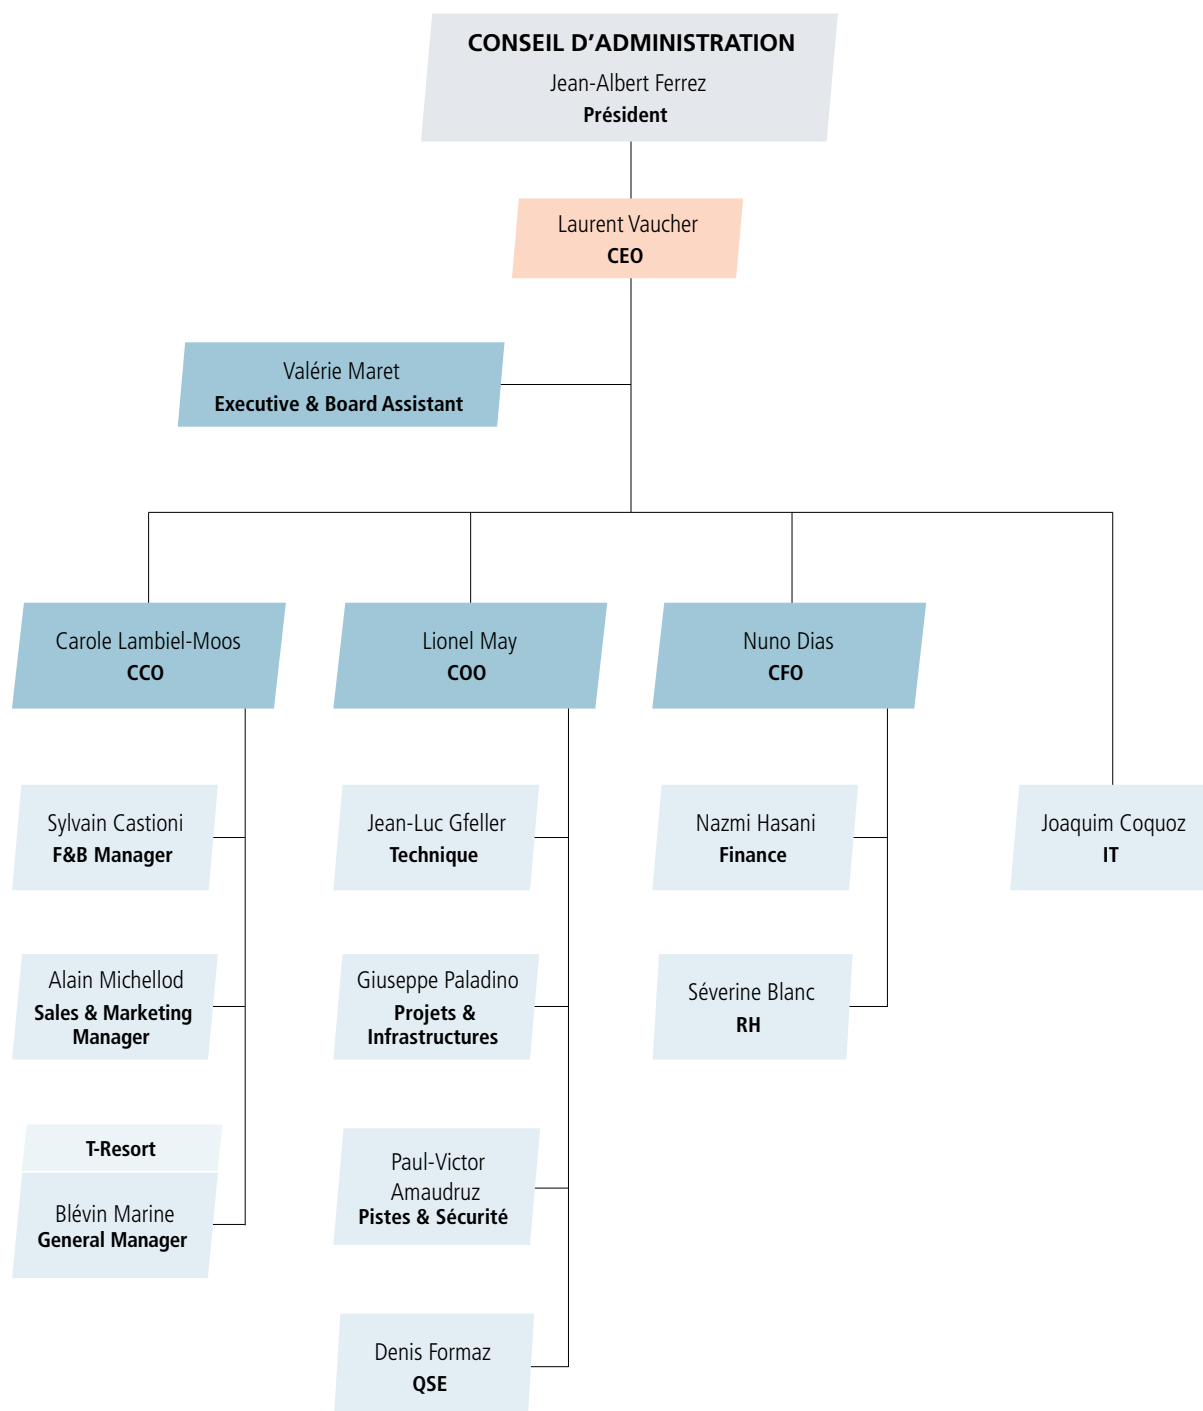 CONSEIL D’ADMINISTRATION
Jean-Albert Ferrez
Président
Laurent Vaucher
CEO
Valérie Maret
Executive & Board Assistant
Carole Lambiel-Moos
CCO
Lionel May
COO
Nuno Dias
CFO
Sylvain Castioni
F&B Manager
Jean-Luc Gfeller
Technique
Nazmi Hasani
Finance
Joaquim Coquoz
IT
Alain Michellod
Sales & Marketing
Manager
Giuseppe Paladino
Projets &
Infrastructures
Séverine Blanc
RH
T-Resort
Blévin Marine
General Manager
Paul-Victor
Amaudruz
Pistes & Sécurité
Denis Formaz
QSE